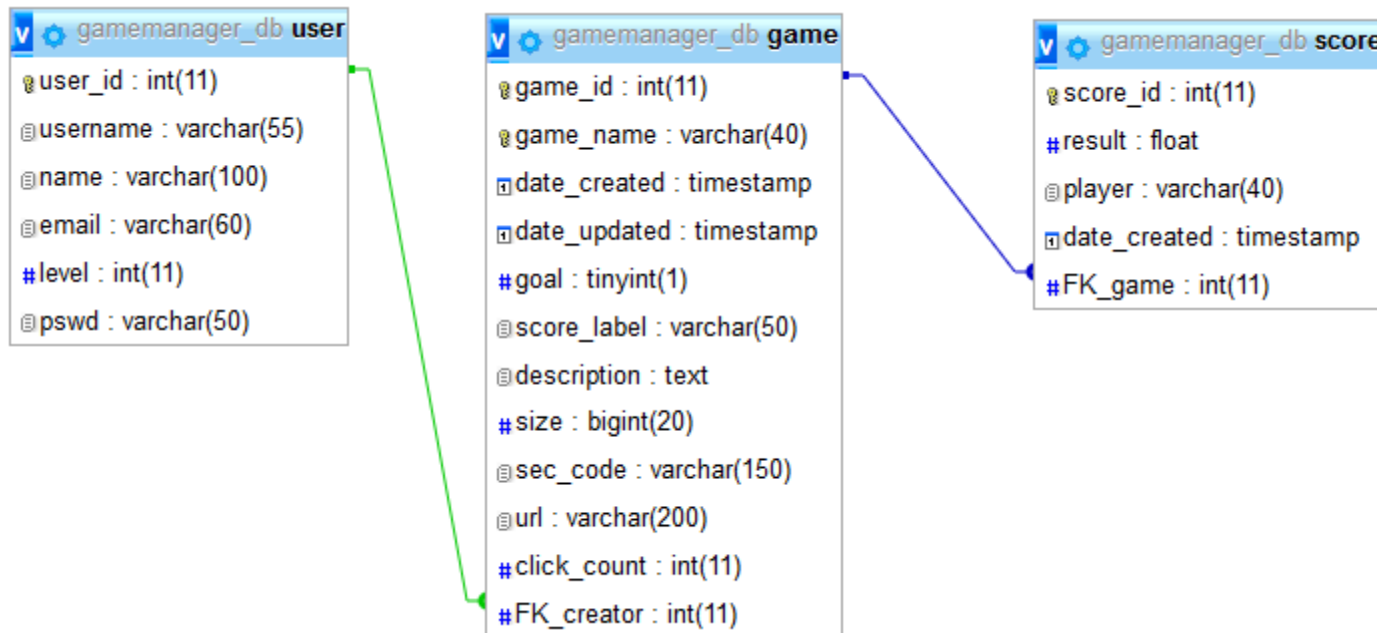 v gamemanager_db user
user_id : int(11)
username : varchar(55)
name : varchar(100)
email : varchar(60)
# level : int(11)
pswd : varchar(50)
v gamemanager_db game
game_id : int(11)
game_name : varchar(40)
date_created : timestamp
date_updated : timestamp
# goal : tinyint(1)
score_label : varchar(50)
description : text
# size : bigint(20)
sec_code : varchar(150)
url : varchar(200)
# click_count : int(11)
# FK_creator : int(11)
v gamemanager_db score
score_id : int(11)
# result : float
player : varchar(40)
date_created : timestamp
# FK_game : int(11)